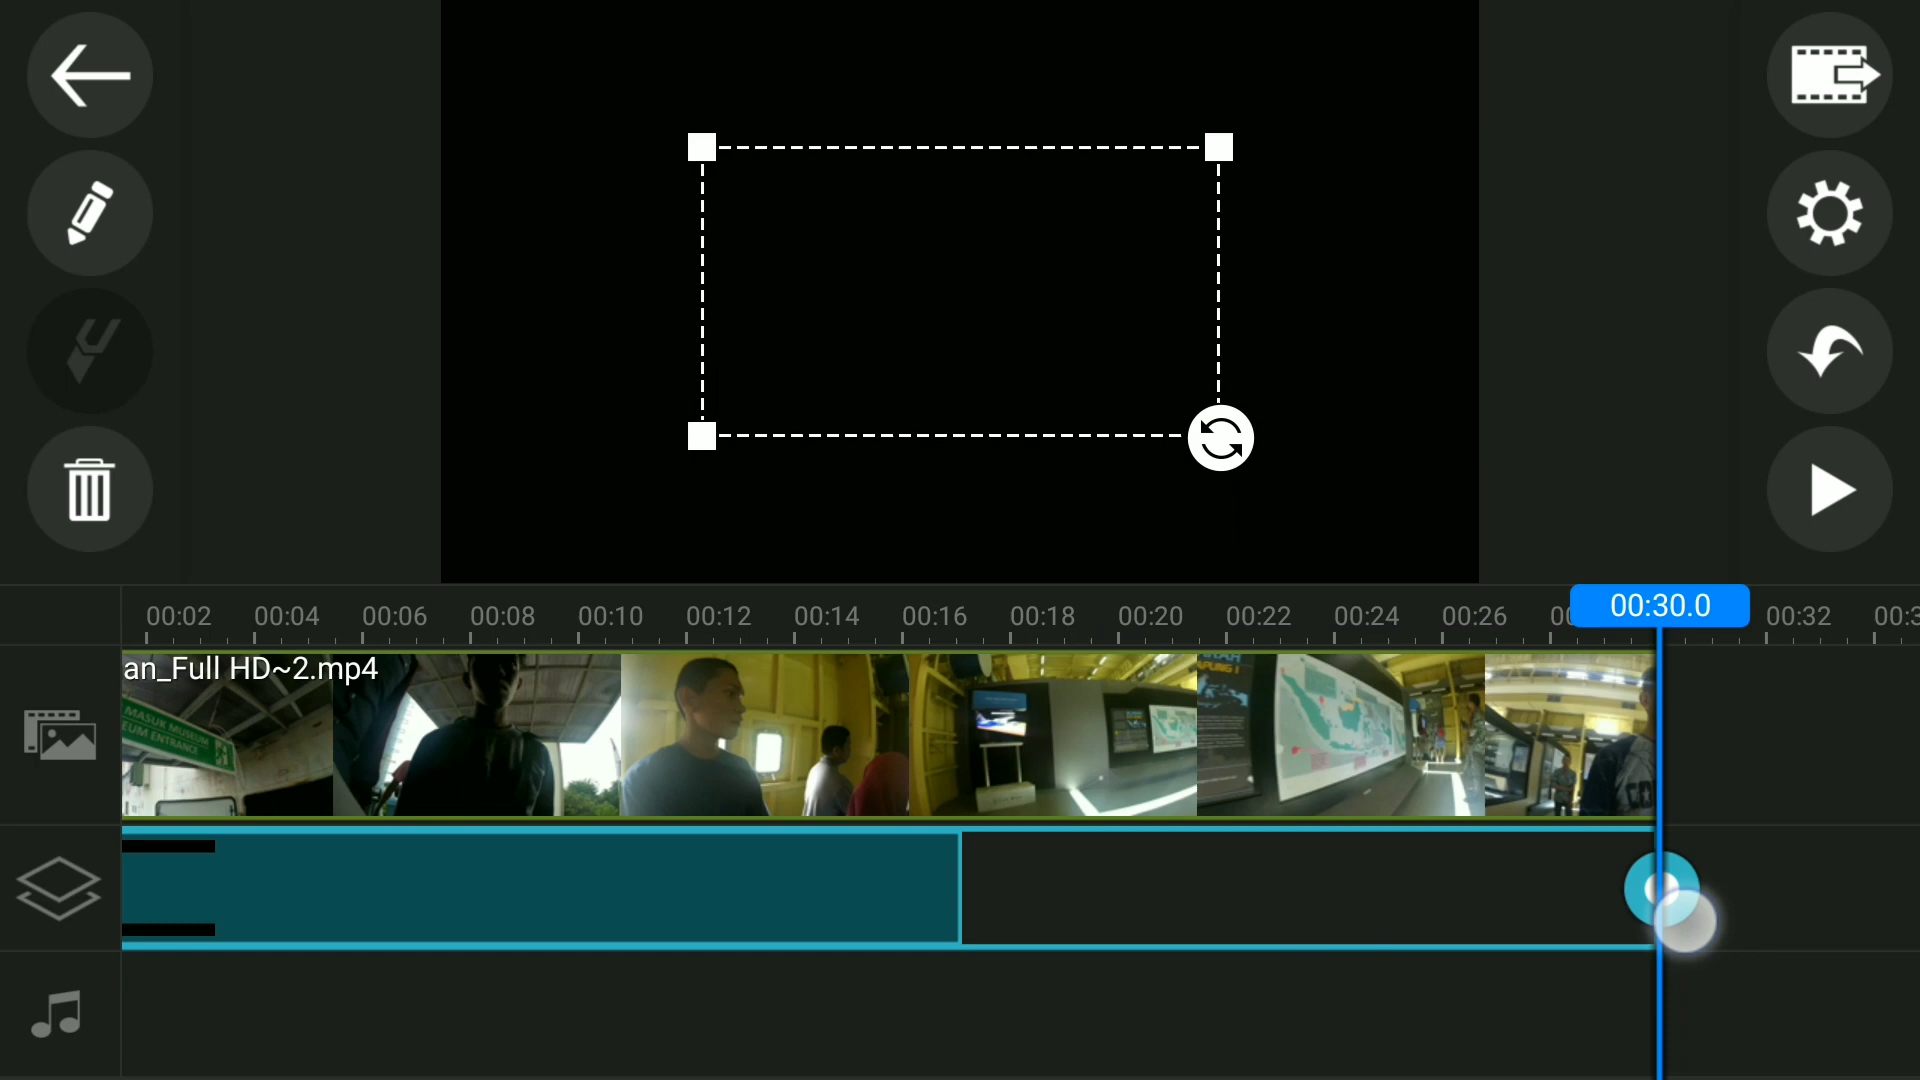 00:02 00:04 00:06 00:08 00:10 00:12 00:14 00:16 00:18 00:20 00:22 00:24 00:26 00:30.0 00:32
an_Full HD~2.mp4
MASUK MUSEUM
EUM ENTRANCE